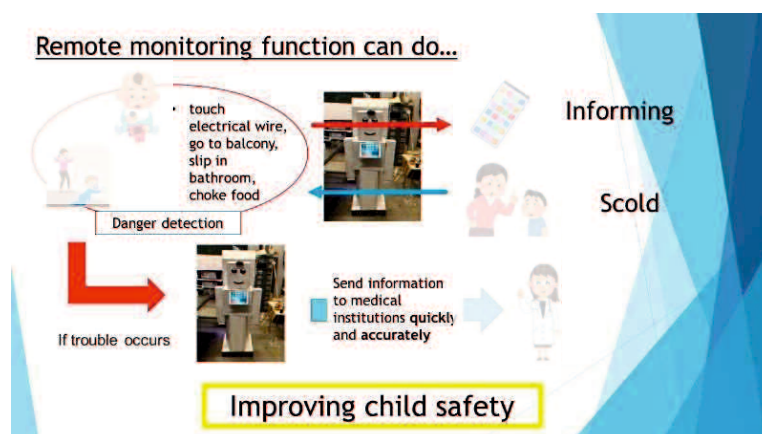 Remote monitoring function can do…
• touch
electrical wire,
go to balcony,
slip in
bathroom,
choke food
Danger detection
Informing
Scold
If trouble occurs
Send information
to medical
institutions quickly
and accurately
Improving child safety